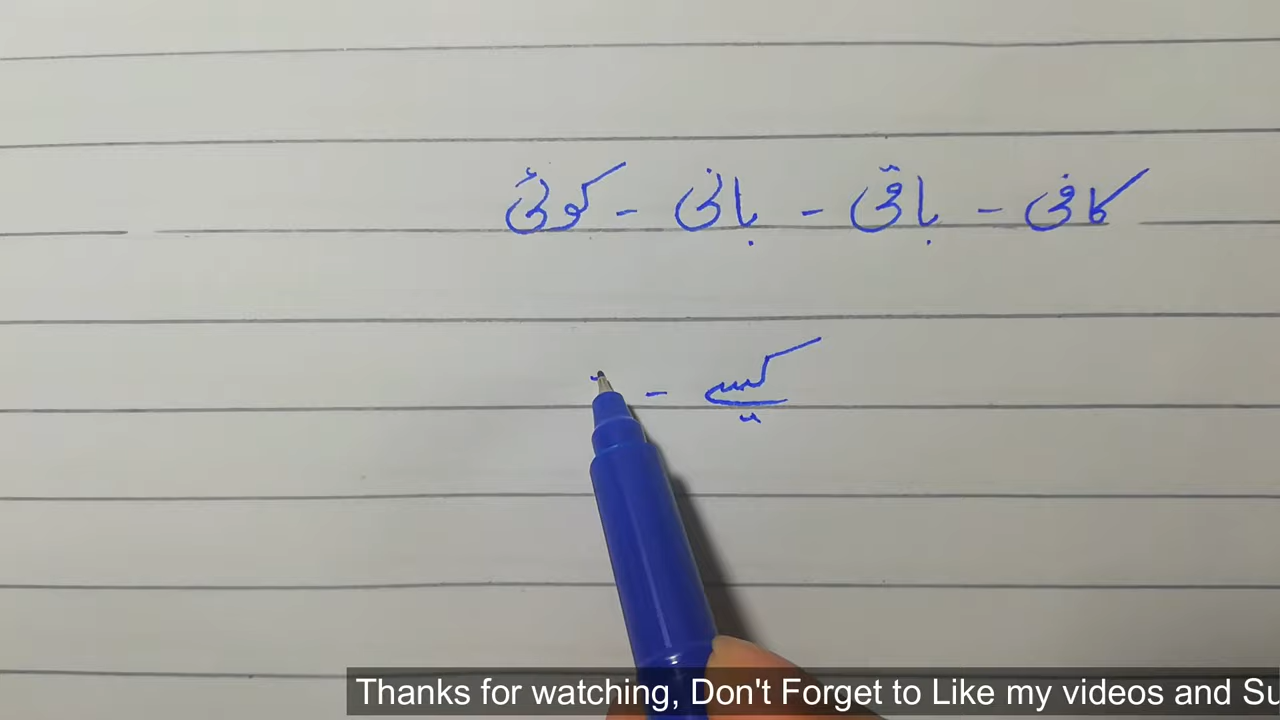 کافی - باقی - بانی - کوئی
کیسے -
Thanks for watching, Don't Forget to Like my videos and Su